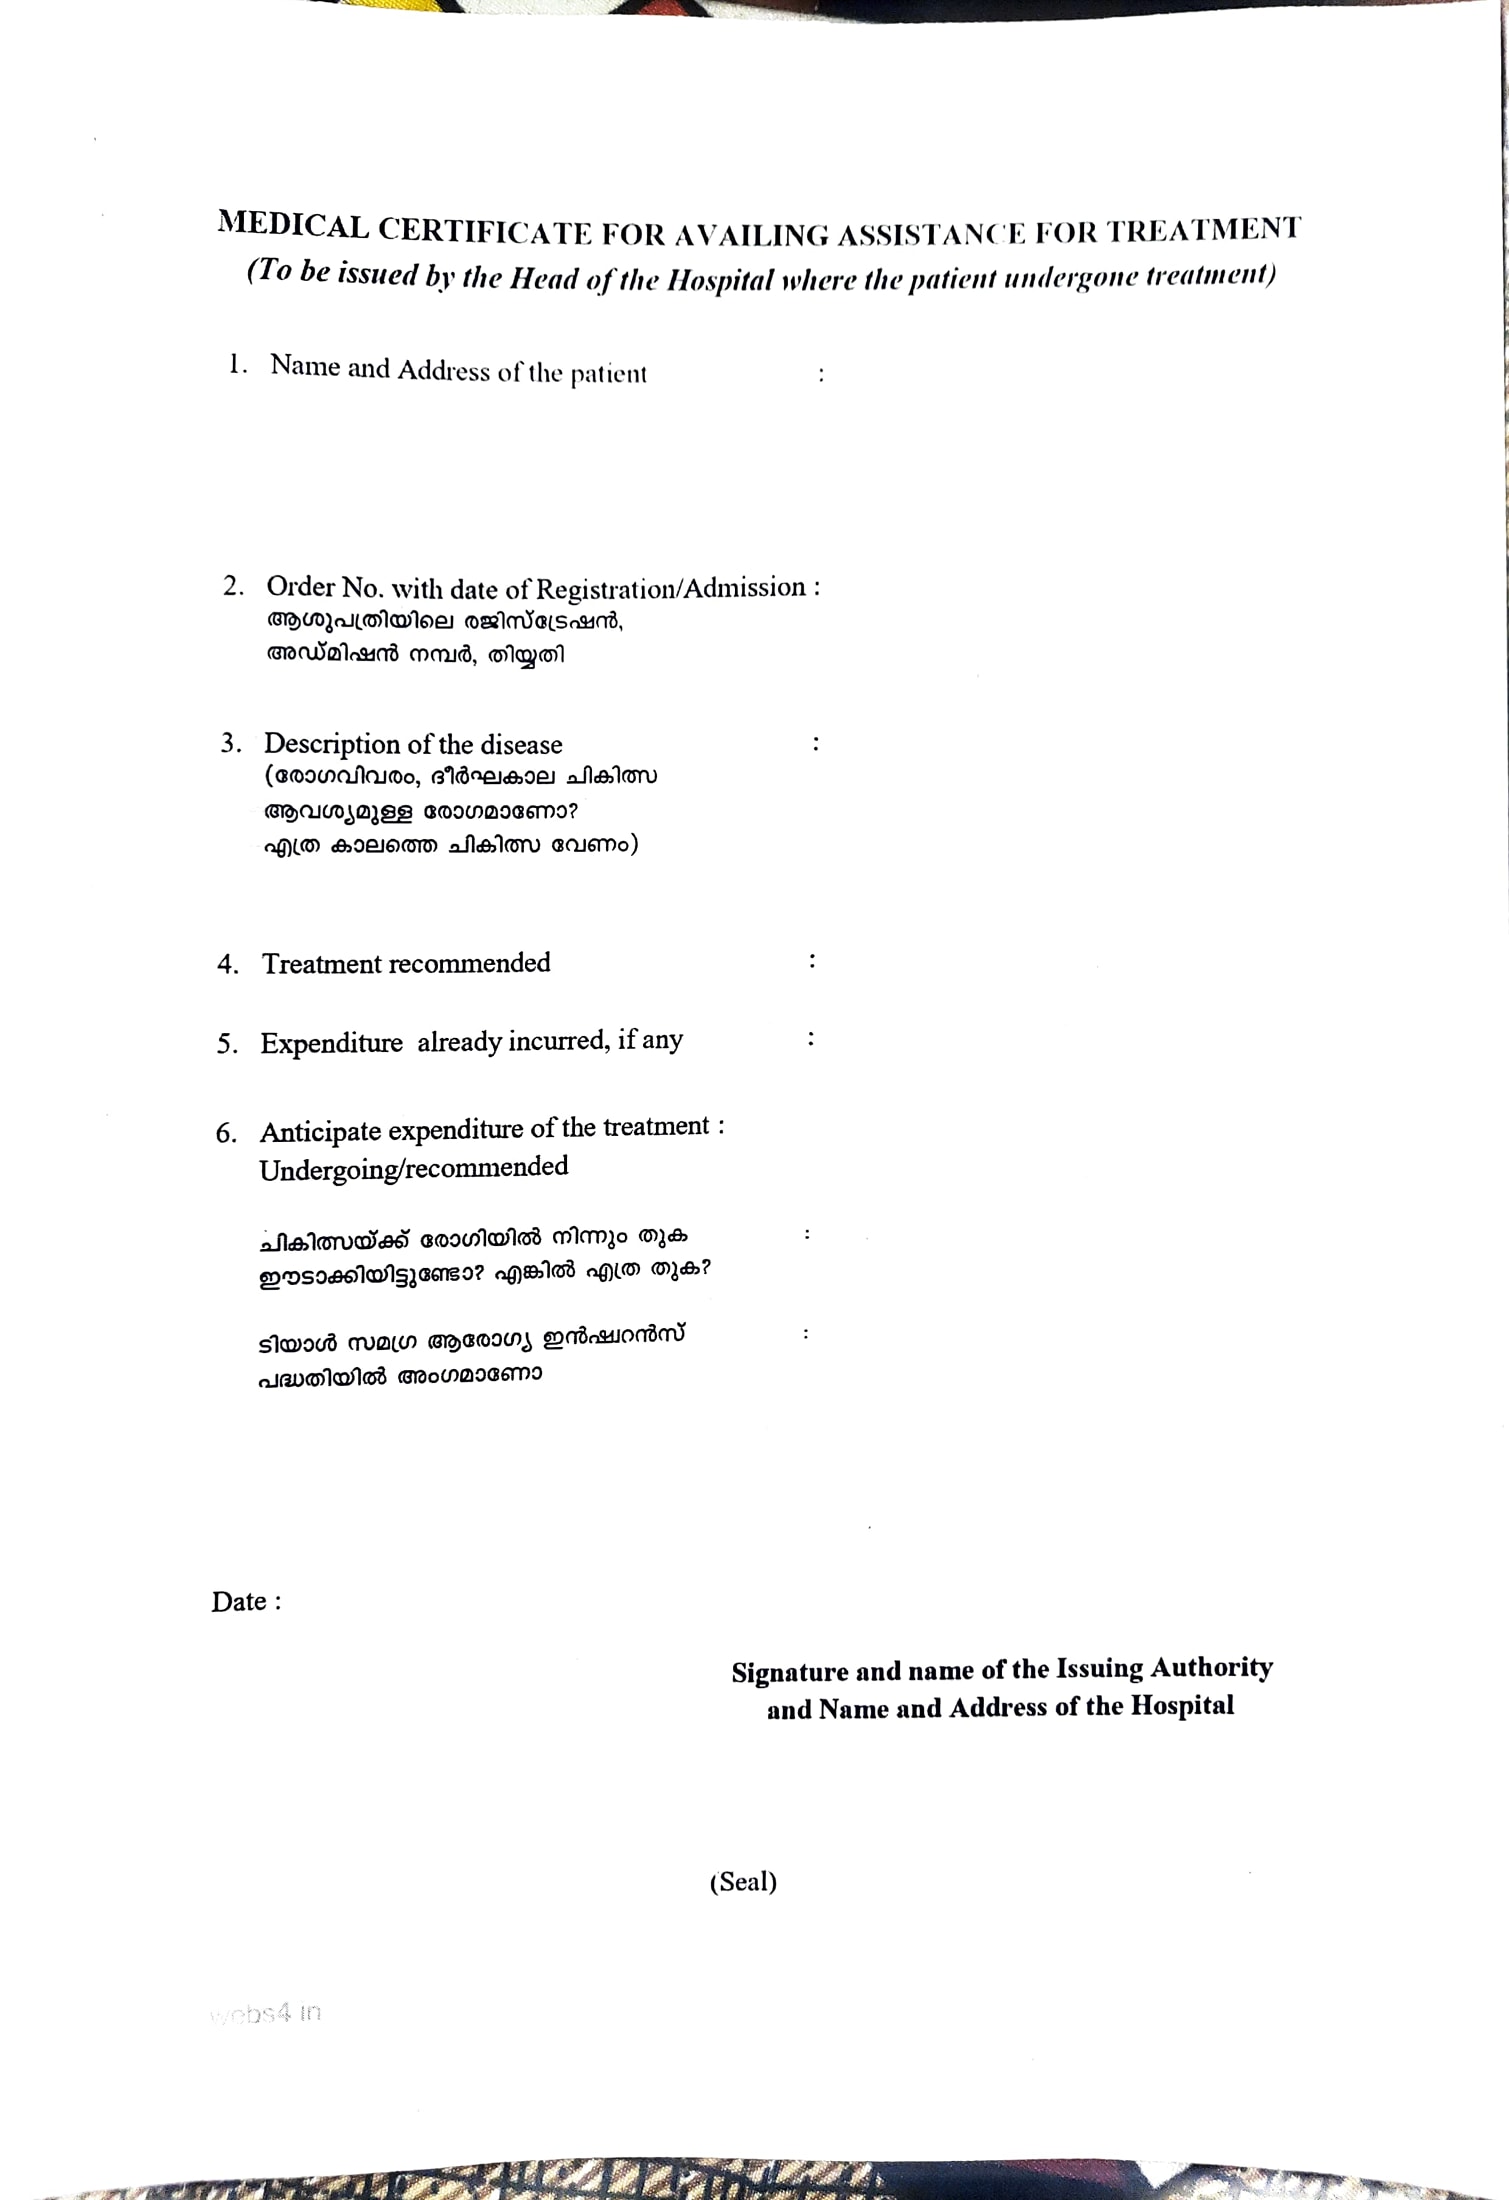 MEDICAL CERTIFICATE FOR AVAILING ASSISTANCE FOR TREATMENT
(To be issued by the Head of the Hospital where the patient undergone treatment)
1. Name and Address of the patient :
2. Order No. with date of Registration/Admission :
ആശുപത്രിയിലെ രജിസ്ട്രേഷൻ,
അഡ്മിഷൻ നമ്പർ, തിയ്യതി
3. Description of the disease :
(രോഗവിവരം, ദീർഘകാല ചികിത്സ
ആവശ്യമുള്ള രോഗമാണോ?
എത്ര കാലത്തെ ചികിത്സ വേണം)
4. Treatment recommended :
5. Expenditure already incurred, if any :
6. Anticipate expenditure of the treatment :
Undergoing/recommended
ചികിത്സയ്ക്ക് രോഗിയിൽ നിന്നും തുക :
ഈടാക്കിയിട്ടുണ്ടോ? എങ്കിൽ എത്ര തുക?
ടിയാൾ സമഗ്ര ആരോഗ്യ ഇൻഷ്വറൻസ് :
പദ്ധതിയിൽ അംഗമാണോ
Date :
Signature and name of the Issuing Authority
and Name and Address of the Hospital
(Seal)
webs4 in